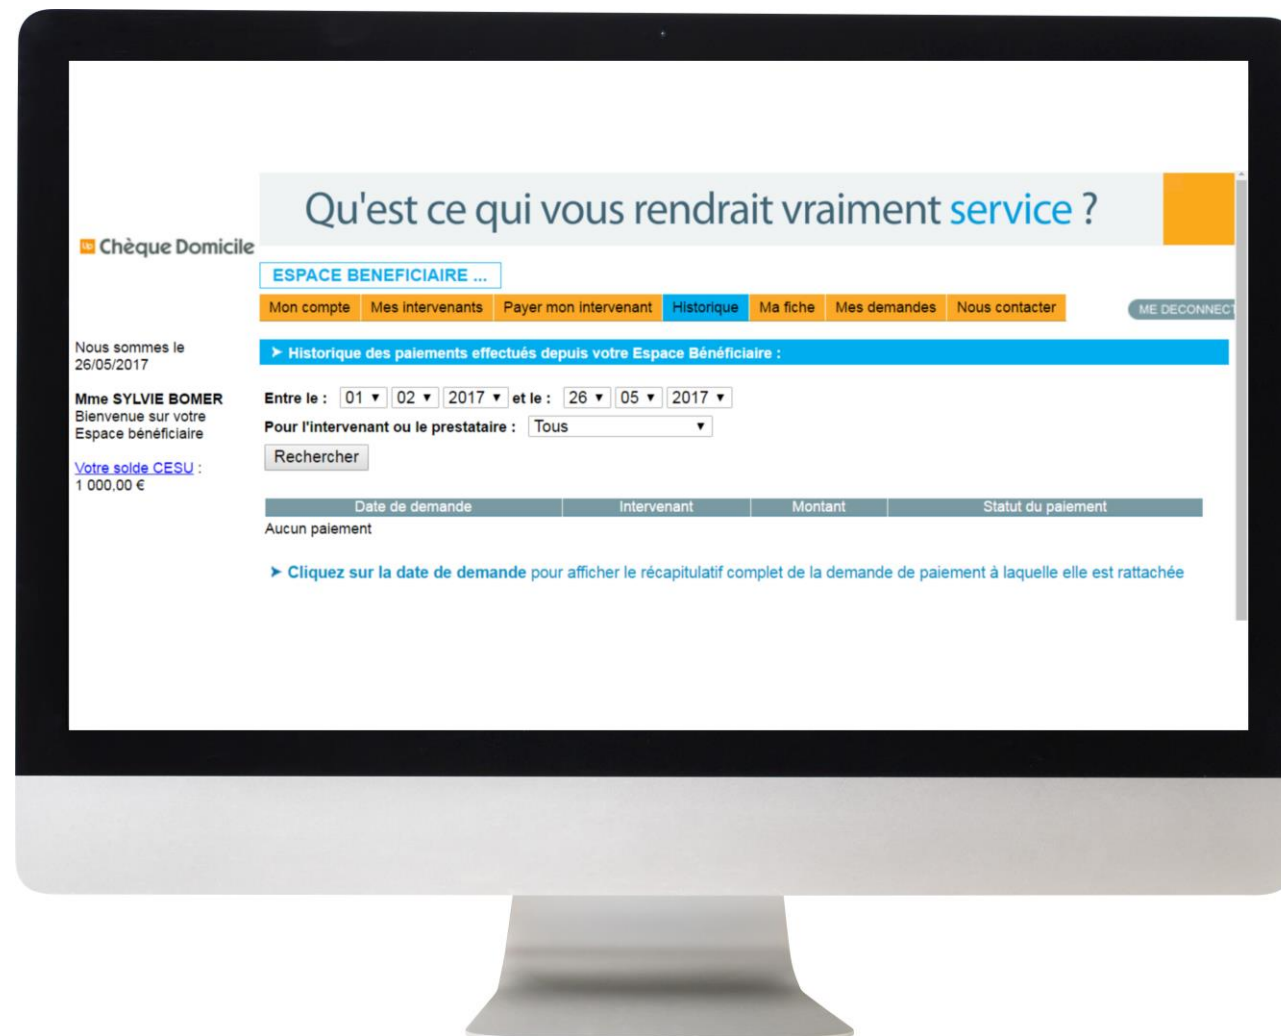 Qu'est ce qui vous rendrait vraiment service ?
Up Chèque Domicile
ESPACE BENEFICIAIRE ...
Mon compte Mes intervenants Payer mon intervenant Historique Ma fiche Mes demandes Nous contacter ME DECONNECT
Nous sommes le
26/05/2017
Mme SYLVIE BOMER
Bienvenue sur votre
Espace bénéficiaire
Votre solde CESU :
1 000,00 €
➤ Historique des paiements effectués depuis votre Espace Bénéficiaire :
Entre le : 01 ▼ 02 ▼ 2017 ▼ et le : 26 ▼ 05 ▼ 2017 ▼
Pour l'intervenant ou le prestataire : Tous ▼
Rechercher
Date de demande Intervenant Montant Statut du paiement
Aucun paiement
➤ Cliquez sur la date de demande pour afficher le récapitulatif complet de la demande de paiement à laquelle elle est rattachée